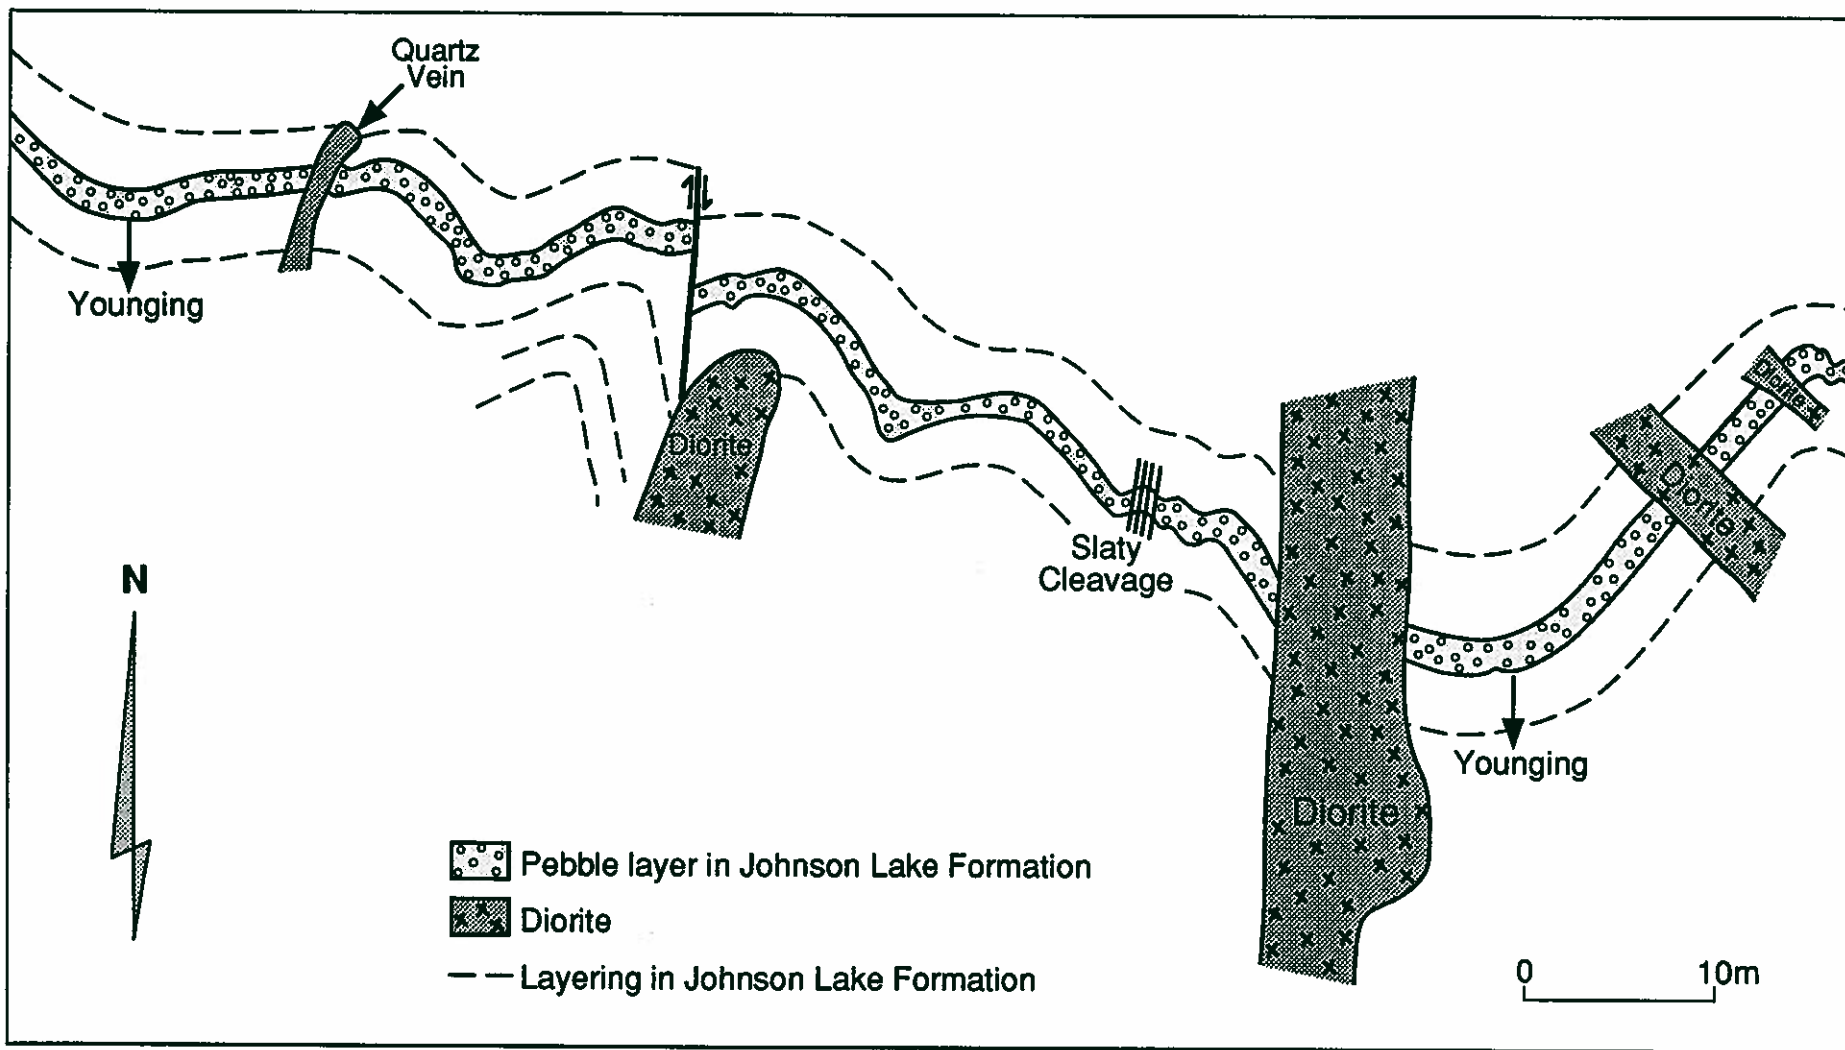 Quartz
Vein
Younging
Diorite
Slaty
Cleavage
Diorite
Diorite
Diorite
Younging
N
Pebble layer in Johnson Lake Formation
Diorite
Layering in Johnson Lake Formation
0 10m